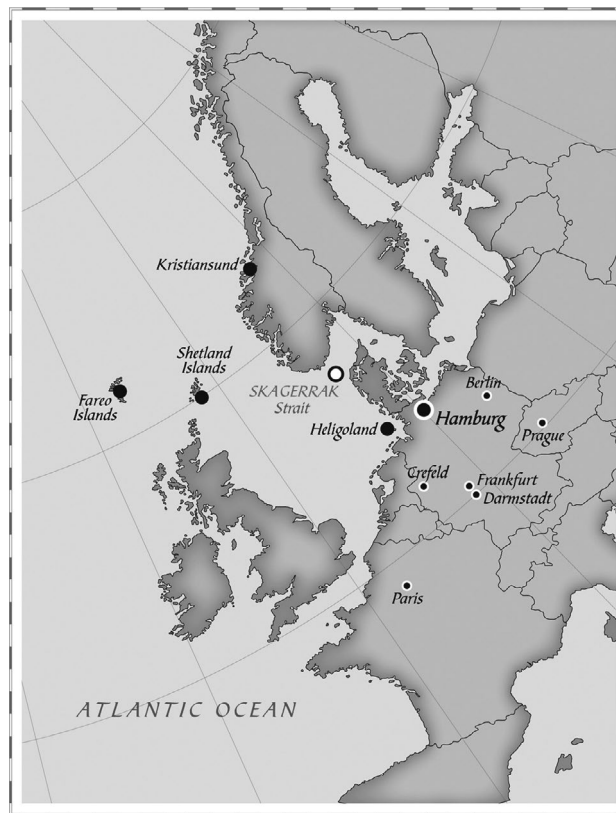 Kristiansund
Shetland
Islands
Fareo
Islands
SKAGERRAK
Strait
Berlin
Hamburg
Heligoland
Prague
Crefeld
Frankfurt
Darmstadt
Paris
ATLANTIC OCEAN